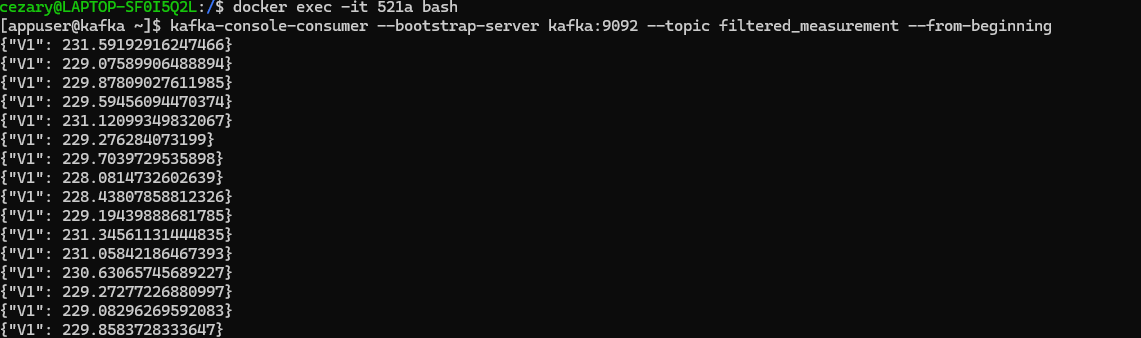 cezary@LAPTOP-SF0I5Q2L:/$ docker exec -it 521a bash
[appuser@kafka ~]$ kafka-console-consumer --bootstrap-server kafka:9092 --topic filtered_measurement --from-beginning
{"V1": 231.59192916247466}
{"V1": 229.07589906488894}
{"V1": 229.87809027611985}
{"V1": 229.59456094470374}
{"V1": 231.12099349832067}
{"V1": 229.276284073199}
{"V1": 229.7039729535898}
{"V1": 228.0814732602639}
{"V1": 228.43807858812326}
{"V1": 229.19439888681785}
{"V1": 231.34561131444835}
{"V1": 231.05842186467393}
{"V1": 230.63065745689227}
{"V1": 229.27277226880997}
{"V1": 229.08296269592083}
{"V1": 229.8583728333647}